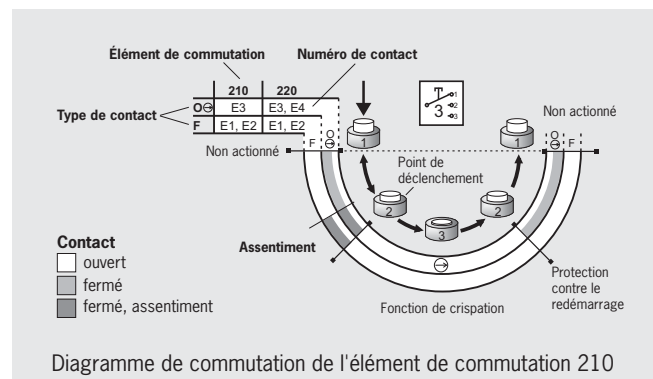 Élément de commutation
Numéro de contact
210 220
O E3 E3, E4
Type de contact
F E1, E2 E1, E2
Non actionné
F O
1
T
3
1
2
3
Non actionné
1
O F
Point de
déclenchement
2
2
3
Assentiment
Contact
ouvert
fermé
fermé, assentiment
Fonction de crispation
Protection
contre le
redémarrage
Diagramme de commutation de l'élément de commutation 210